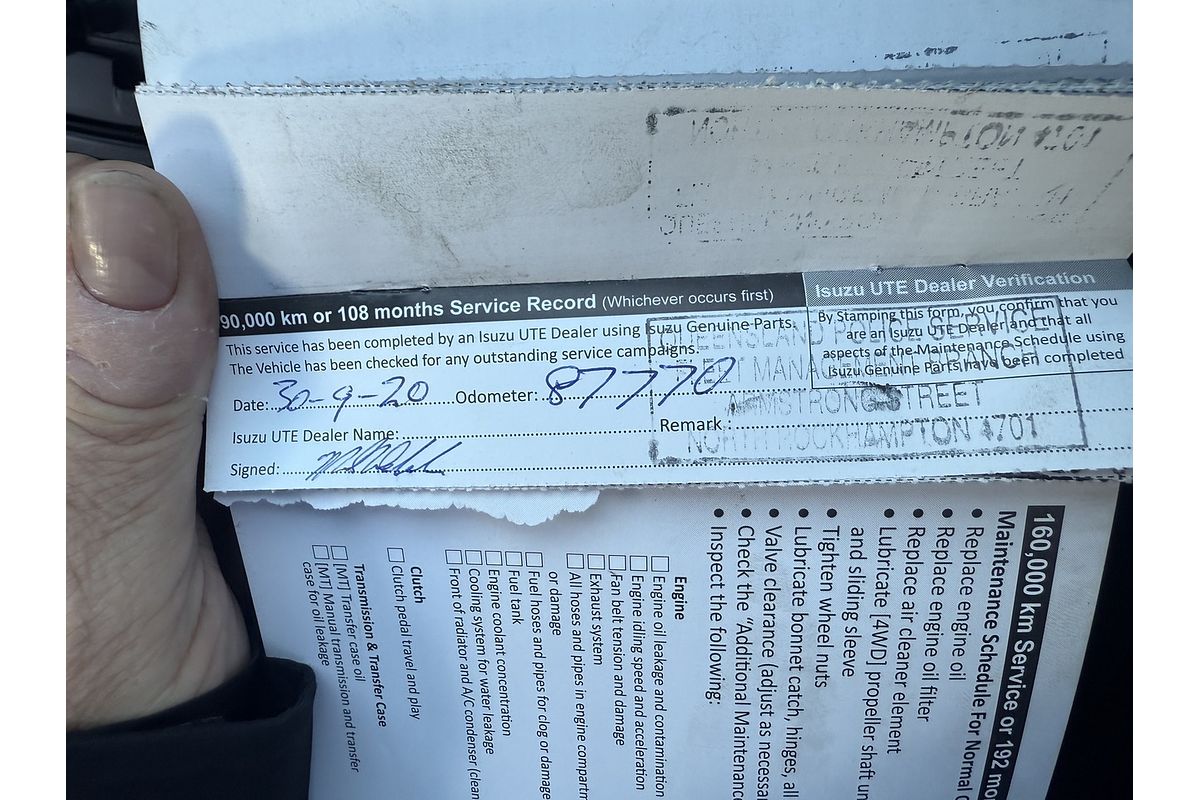 90,000 km or 108 months Service Record (Whichever occurs first)
This service has been completed by an Isuzu UTE Dealer using Isuzu Genuine Parts.
The Vehicle has been checked for any outstanding service campaigns.
Date: 30-9-20 Odometer: 87770
Isuzu UTE Dealer Name:
Remark :
Signed:
Isuzu UTE Dealer Verification
By Stamping this form, you confirm that you
are an Isuzu UTE Dealer and that all
aspects of the Maintenance Schedule using
Isuzu Genuine Parts have been completed
QUEENSLAND POLICE SERVICE
FLEET MANAGEMENT BRANCH
ARMSTRONG STREET
NORTH ROCKHAMPTON 4701
160,000 km Service or 192 mo
Maintenance Schedule For Normal
• Replace engine oil
• Replace engine oil filter
• Replace air cleaner element
• Lubricate [4WD] propeller shaft
and sliding sleeve
• Tighten wheel nuts
• Lubricate bonnet catch, hinges, all
• Valve clearance (adjust as necessa
• Check the "Additional Maintenance
• Inspect the following:
Engine
Engine oil leakage and contamination
Engine idling speed and acceleration
Fan belt tension and damage
Exhaust system
All hoses and pipes in engine compartm
or damage
Fuel hoses and pipes for clog or damage
Fuel tank
Engine coolant concentration
Cooling system for water leakage
Front of radiator and A/C condenser (clean
Clutch
Clutch pedal travel and play
Transmission & Transfer Case
[MT] Transfer case oil
[MT] Manual transmission and transfer
case for oil leakage